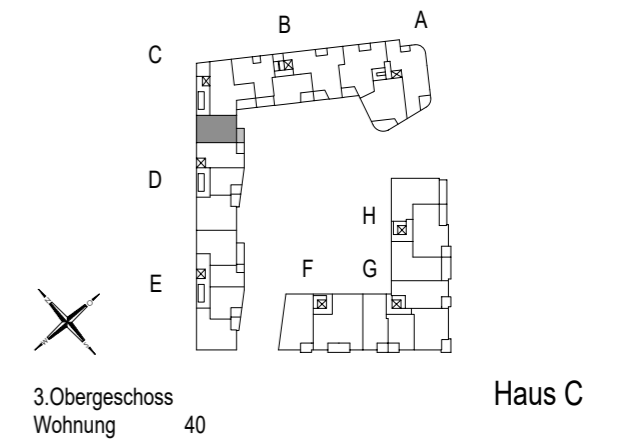 A
B
C
D
H
F G
E
N O
W S
3.Obergeschoss
Wohnung 40
Haus C